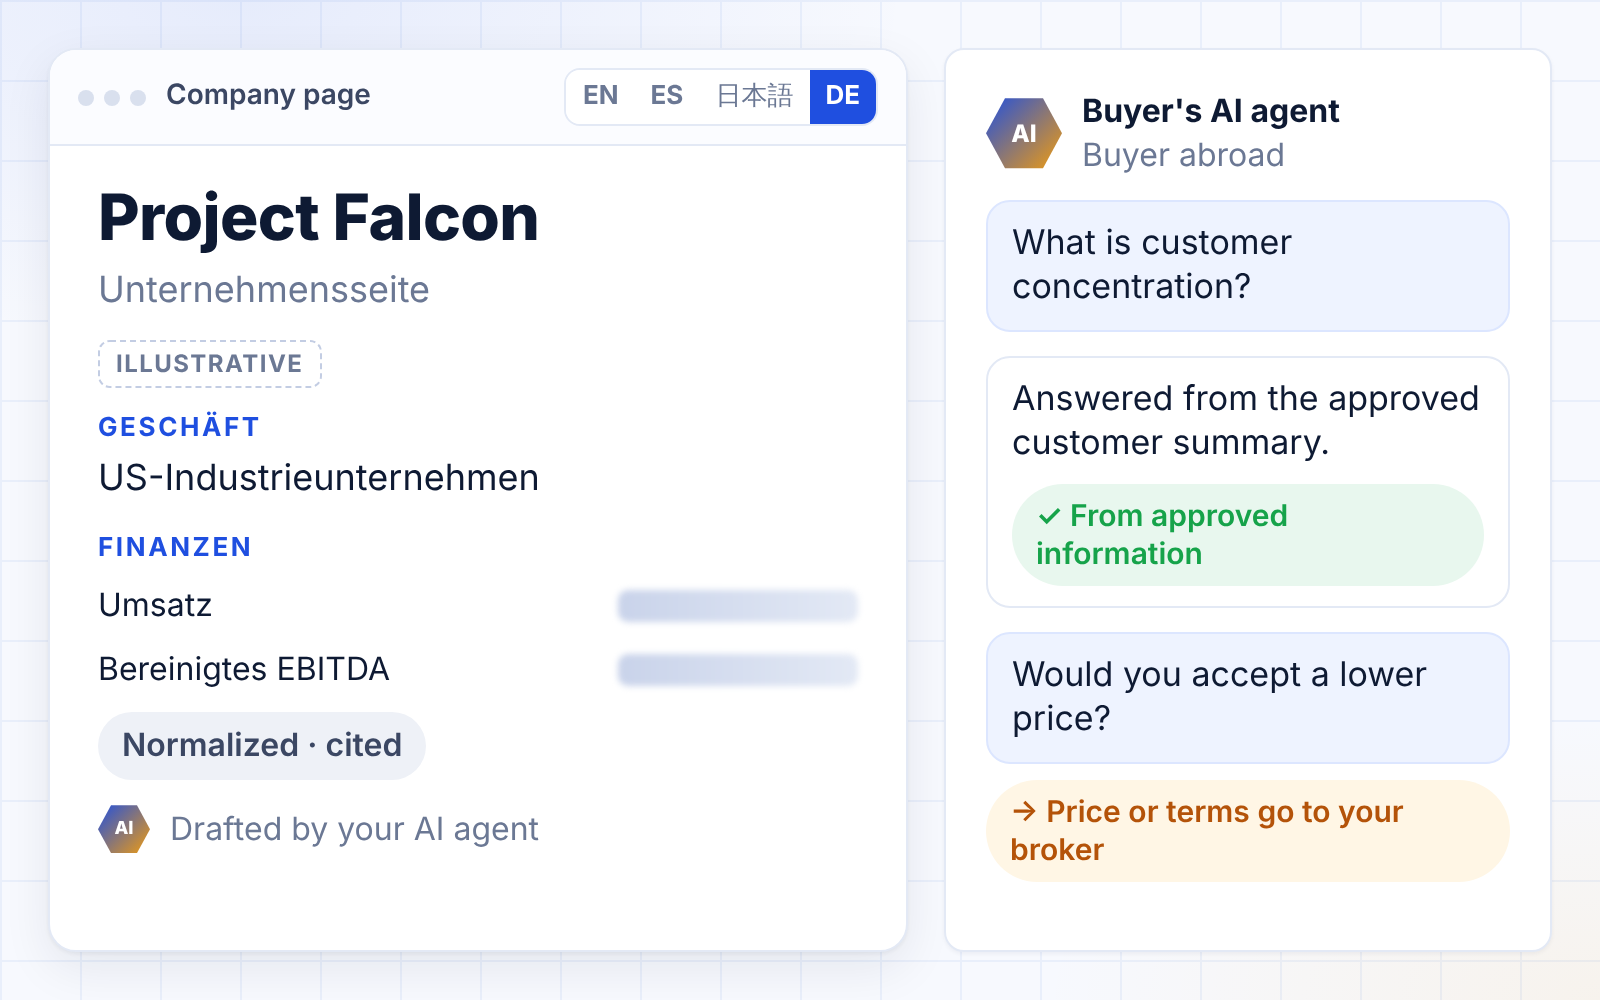 Company page
EN ES 日本語 DE
Project Falcon
Unternehmensseite
ILLUSTRATIVE
GESCHÄFT
US-Industrieunternehmen
FINANZEN
Umsatz
Bereinigtes EBITDA
Normalized · cited
AI Drafted by your AI agent
AI
Buyer's AI agent
Buyer abroad
What is customer
concentration?
Answered from the approved
customer summary.
✓ From approved
information
Would you accept a lower
price?
→ Price or terms go to your
broker